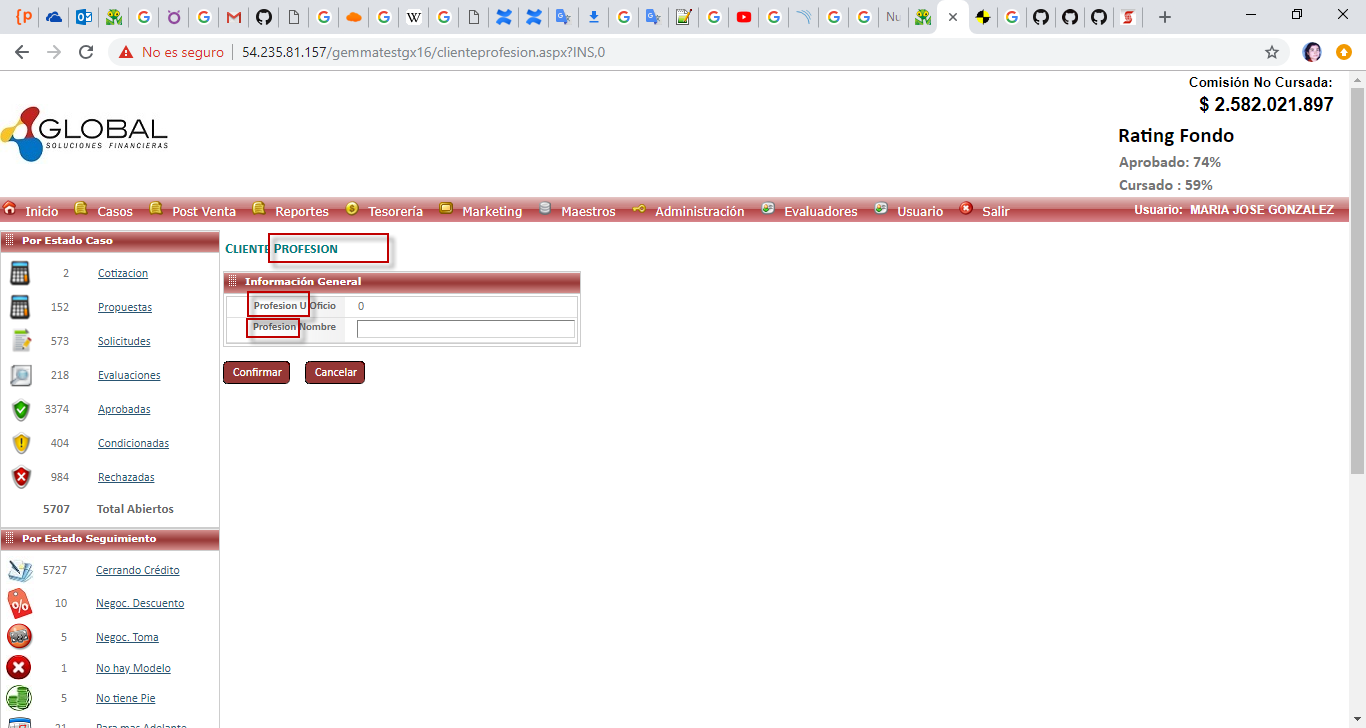 No es seguro
54.235.81.157/gemmatestgx16/clienteprofesion.aspx?INS,0
Comisión No Cursada:
$ 2.582.021.897
GLOBAL
SOLUCIONES FINANCIERAS
Rating Fondo
Aprobado: 74%
Cursado : 59%
Inicio Casos Post Venta Reportes Tesorería Marketing Maestros Administración Evaluadores Usuario Salir Usuario: MARIA JOSE GONZALEZ
Por Estado Caso
2 Cotizacion
152 Propuestas
573 Solicitudes
218 Evaluaciones
3374 Aprobadas
404 Condicionadas
984 Rechazadas
5707 Total Abiertos
Por Estado Seguimiento
5727 Cerrando Crédito
10 Negoc. Descuento
5 Negoc. Toma
1 No hay Modelo
5 No tiene Pie
21 Para mas Adelante
CLIENTE PROFESION
Información General
Profesion U Oficio 0
Profesion Nombre
Confirmar Cancelar